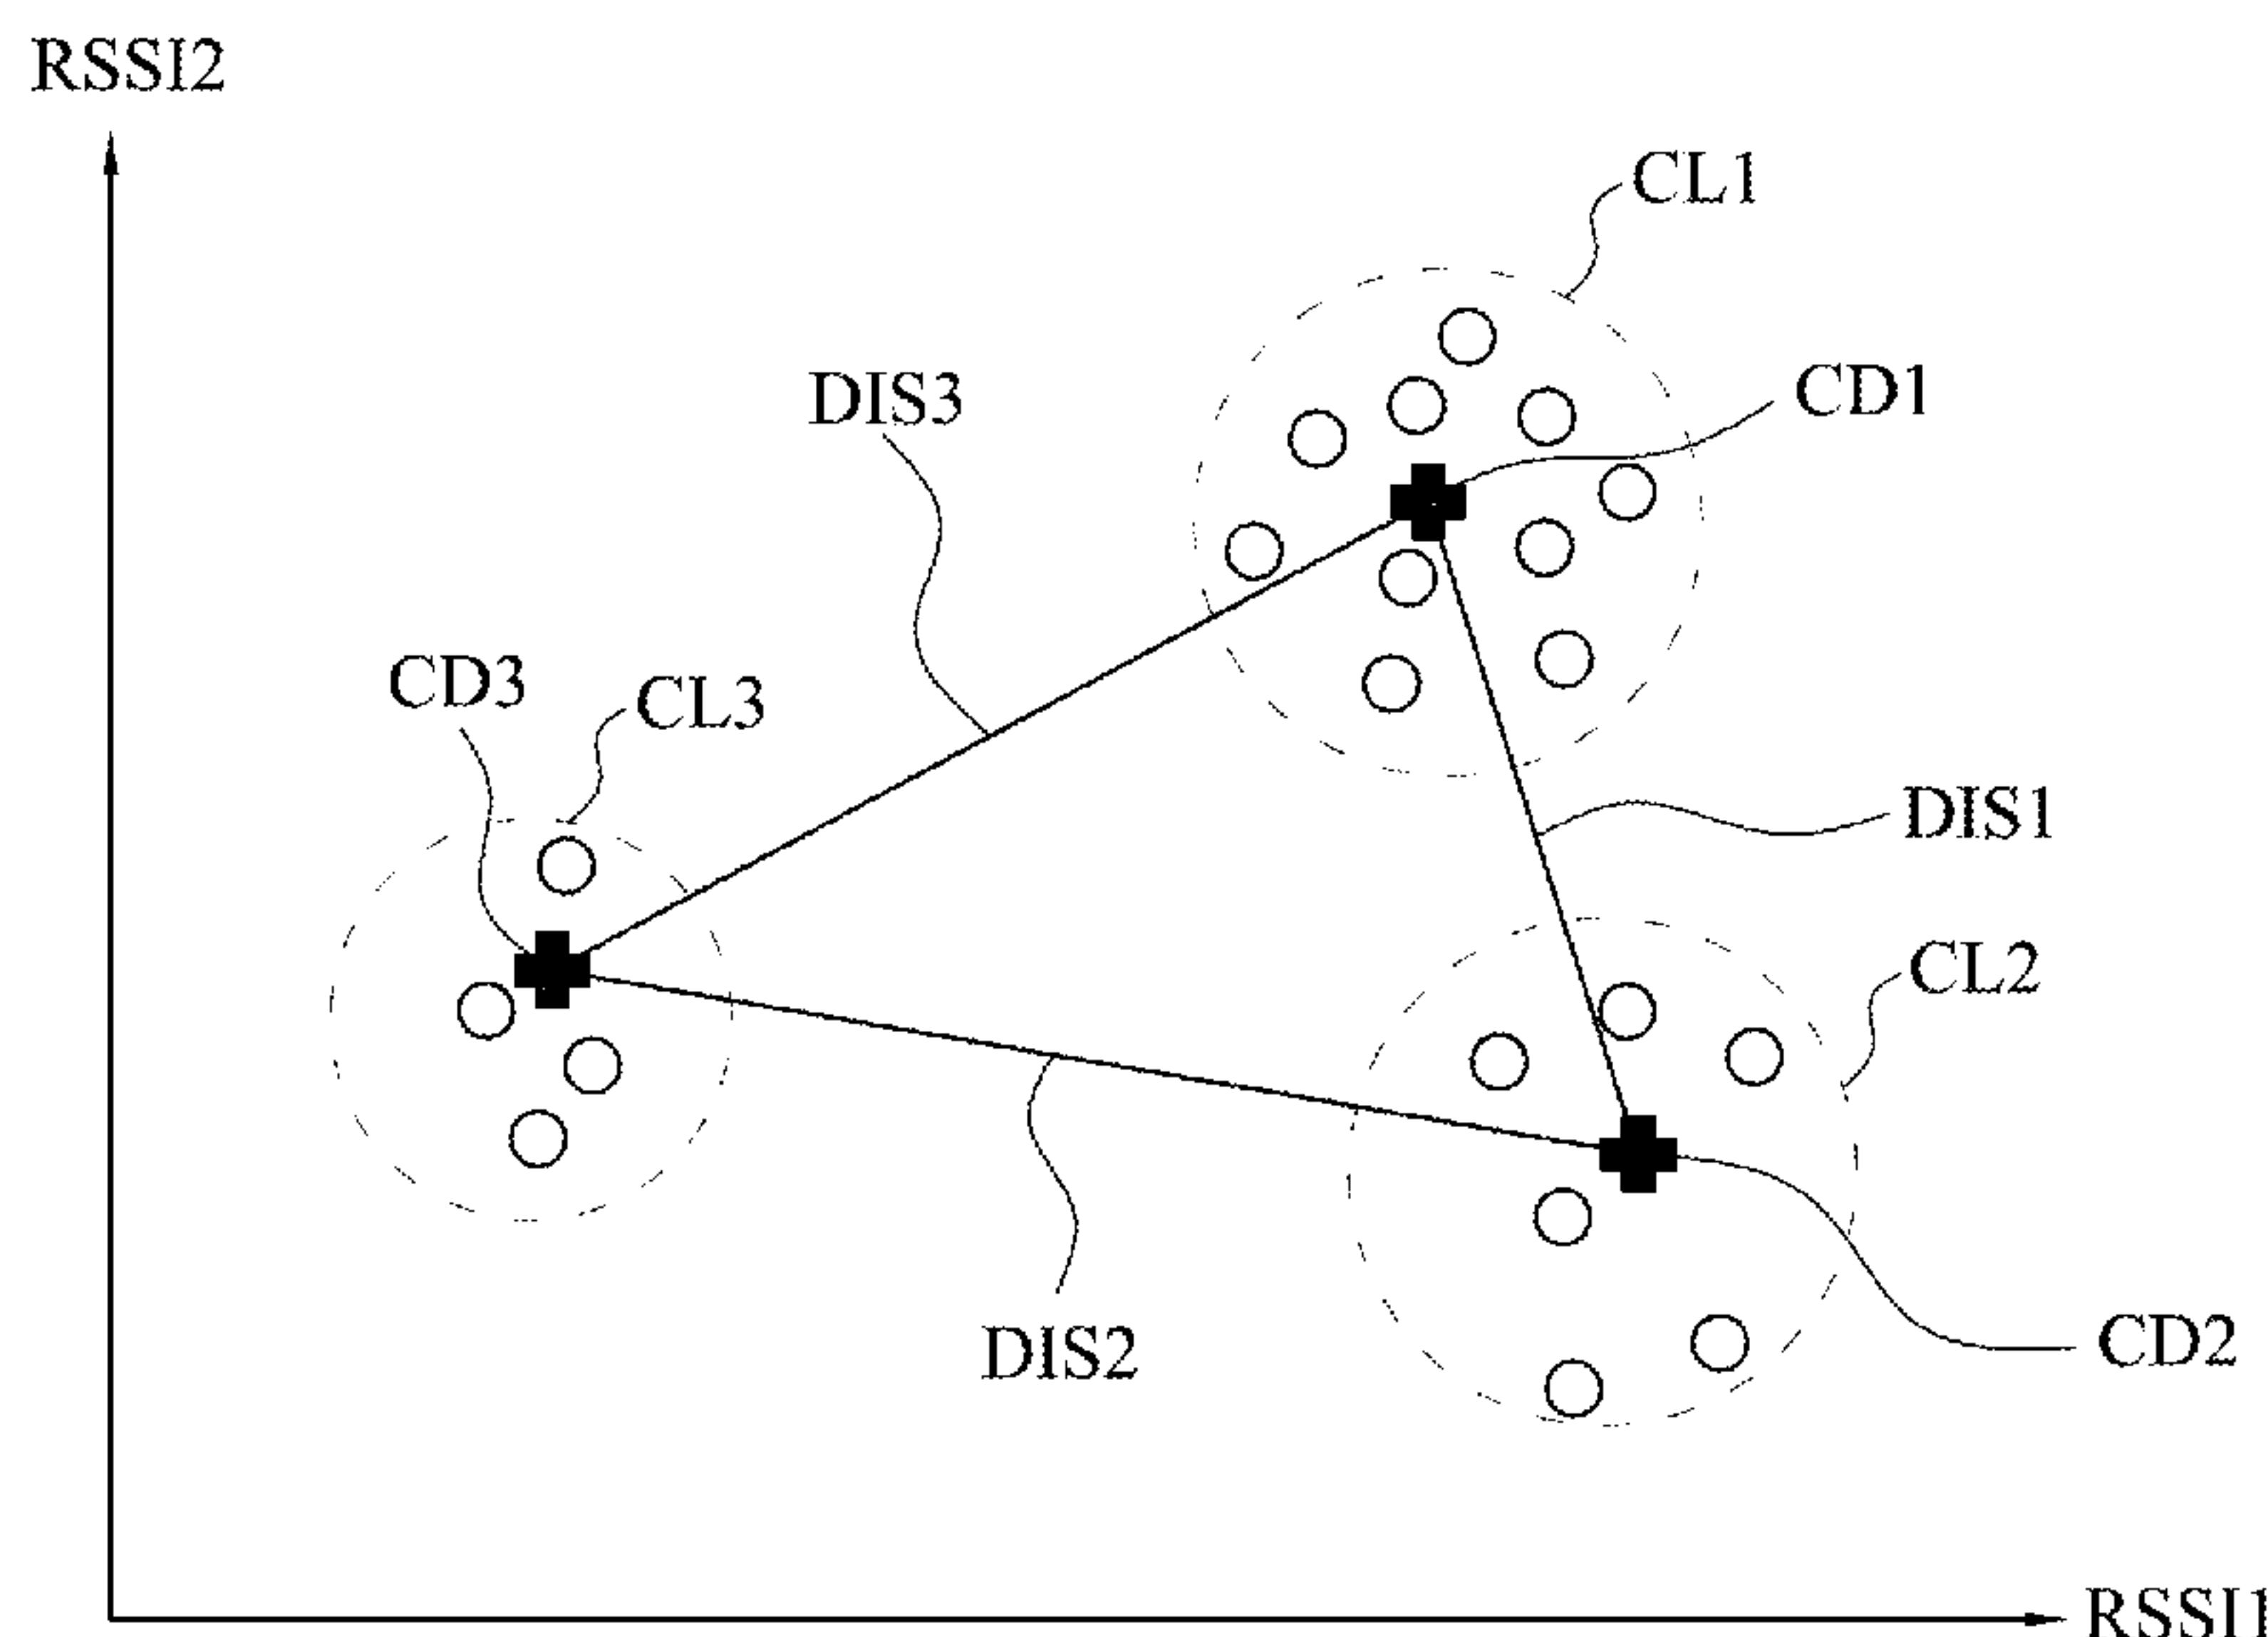 RSSI2
CL1
CD1
DIS3
CD3
CL3
DIS1
CL2
DIS2
CD2
RSSI1